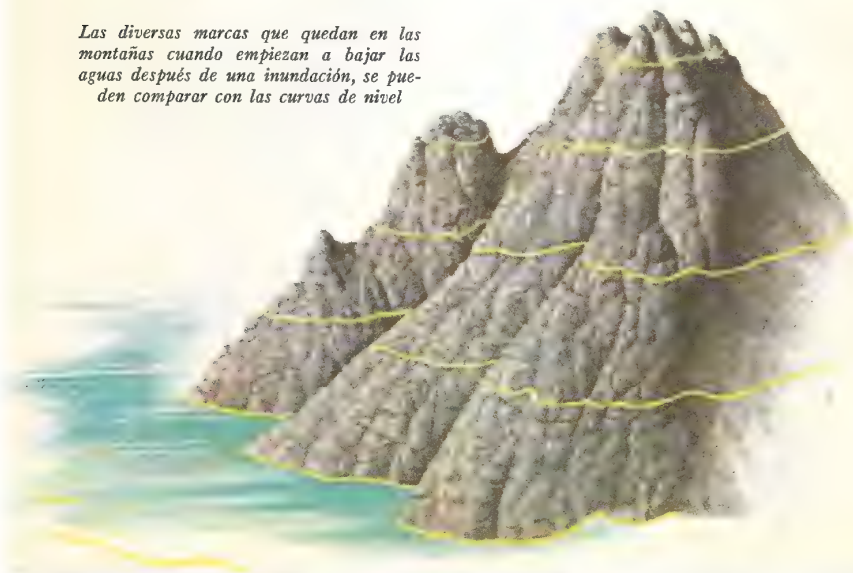 Las diversas marcas que quedan en las
montañas cuando empiezan a bajar las
aguas después de una inundación, se pue-
den comparar con las curvas de nivel